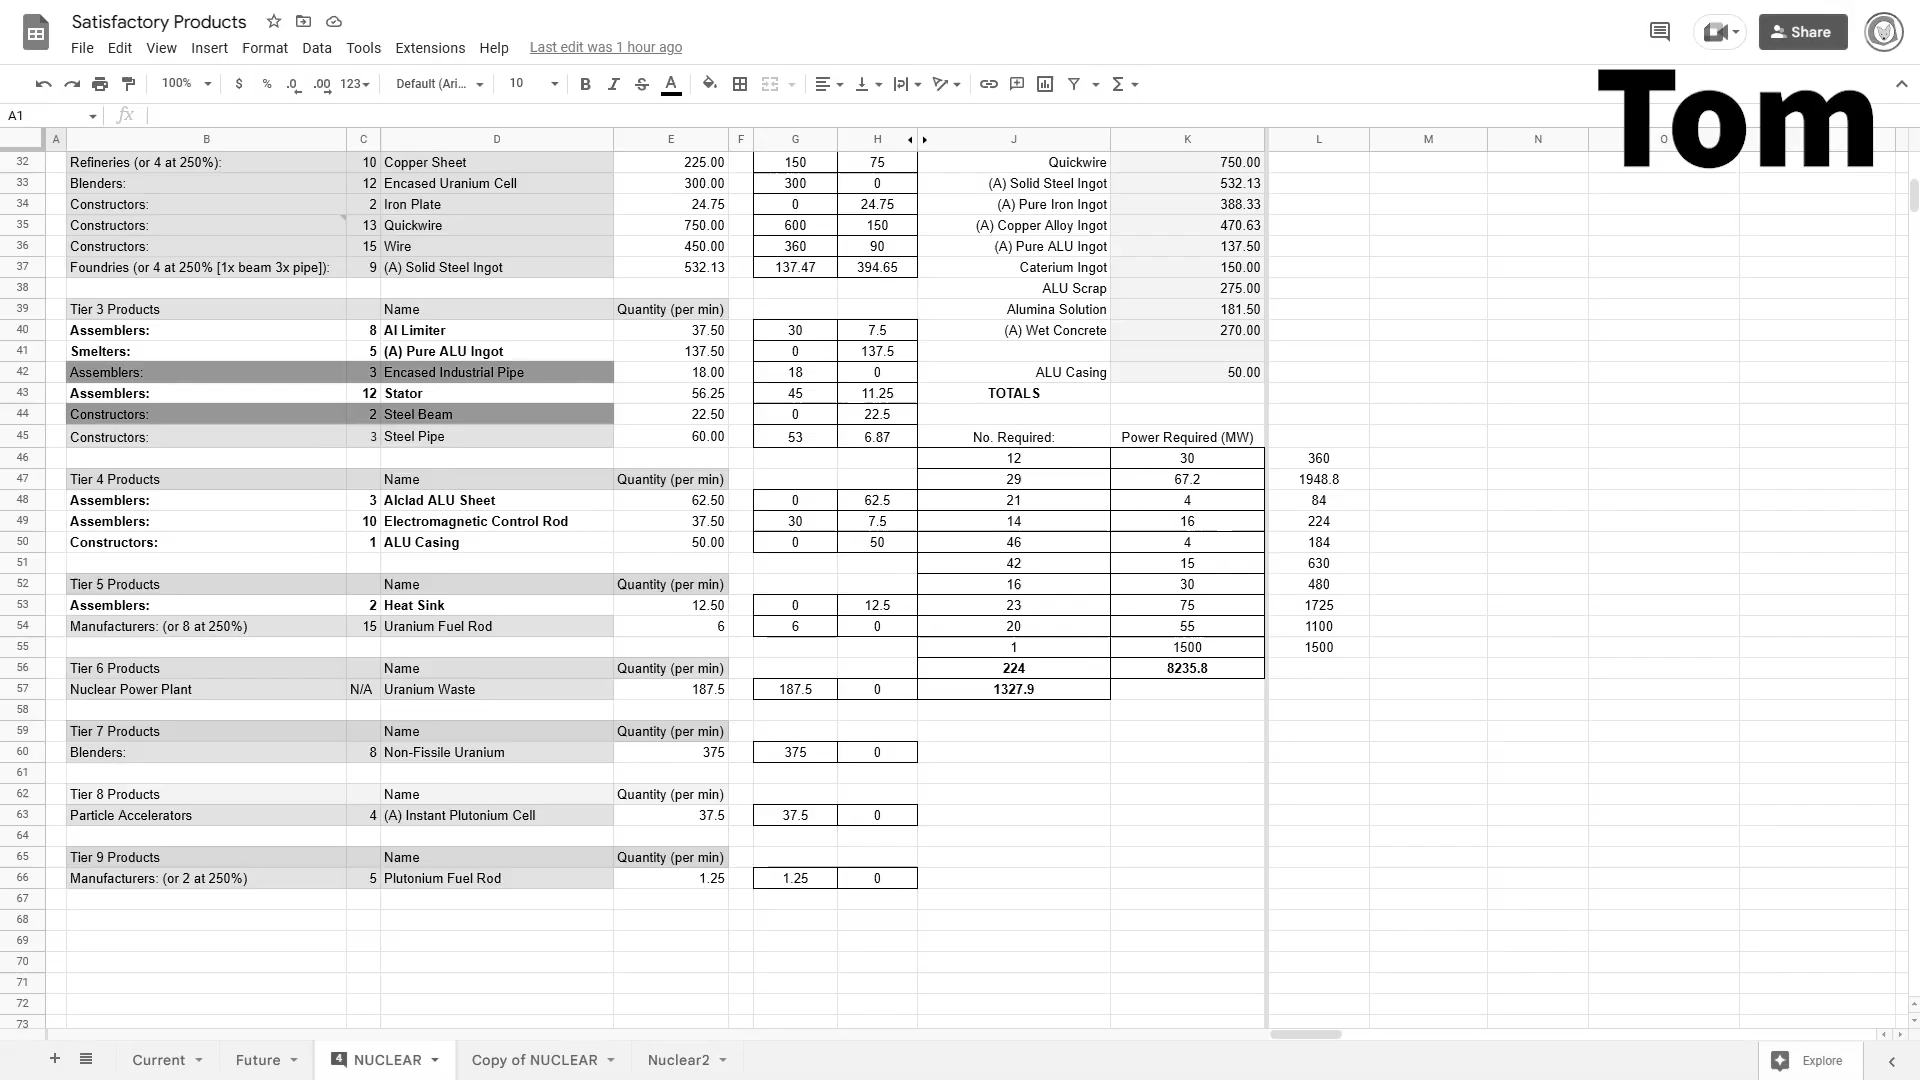 Satisfactory Products
File Edit View Insert Format Data Tools Extensions Help Last edit was 1 hour ago
Share
100% $ % .0 .00 123 Default (Ari... 10 B I S A
Tom
A1 fx
A B C D E F G H J K L M N O
32 Refineries (or 4 at 250%): 10 Copper Sheet 225.00 150 75 Quickwire 750.00
33 Blenders: 12 Encased Uranium Cell 300.00 300 0 (A) Solid Steel Ingot 532.13
34 Constructors: 2 Iron Plate 24.75 0 24.75 (A) Pure Iron Ingot 388.33
35 Constructors: 13 Quickwire 750.00 600 150 (A) Copper Alloy Ingot 470.63
36 Constructors: 15 Wire 450.00 360 90 (A) Pure ALU Ingot 137.50
37 Foundries (or 4 at 250% [1x beam 3x pipe]): 9 (A) Solid Steel Ingot 532.13 137.47 394.65 Caterium Ingot 150.00
38 ALU Scrap 275.00
39 Tier 3 Products Name Quantity (per min) Alumina Solution 181.50
40 Assemblers: 8 AI Limiter 37.50 30 7.5 (A) Wet Concrete 270.00
41 Smelters: 5 (A) Pure ALU Ingot 137.50 0 137.5
42 Assemblers: 3 Encased Industrial Pipe 18.00 18 0 ALU Casing 50.00
43 Assemblers: 12 Stator 56.25 45 11.25 TOTALS
44 Constructors: 2 Steel Beam 22.50 0 22.5
45 Constructors: 3 Steel Pipe 60.00 53 6.87 No. Required: Power Required (MW)
46 12 30 360
47 Tier 4 Products Name Quantity (per min) 29 67.2 1948.8
48 Assemblers: 3 Alclad ALU Sheet 62.50 0 62.5 21 4 84
49 Assemblers: 10 Electromagnetic Control Rod 37.50 30 7.5 14 16 224
50 Constructors: 1 ALU Casing 50.00 0 50 46 4 184
51 42 15 630
52 Tier 5 Products Name Quantity (per min) 16 30 480
53 Assemblers: 2 Heat Sink 12.50 0 12.5 23 75 1725
54 Manufacturers: (or 8 at 250%) 15 Uranium Fuel Rod 6 6 0 20 55 1100
55 1 1500 1500
56 Tier 6 Products Name Quantity (per min) 224 8235.8
57 Nuclear Power Plant N/A Uranium Waste 187.5 187.5 0 1327.9
58
59 Tier 7 Products Name Quantity (per min)
60 Blenders: 8 Non-Fissile Uranium 375 375 0
61
62 Tier 8 Products Name Quantity (per min)
63 Particle Accelerators 4 (A) Instant Plutonium Cell 37.5 37.5 0
64
65 Tier 9 Products Name Quantity (per min)
66 Manufacturers: (or 2 at 250%) 5 Plutonium Fuel Rod 1.25 1.25 0
67
68
69
70
71
72
73
Current Future 4 NUCLEAR Copy of NUCLEAR Nuclear2 Explore